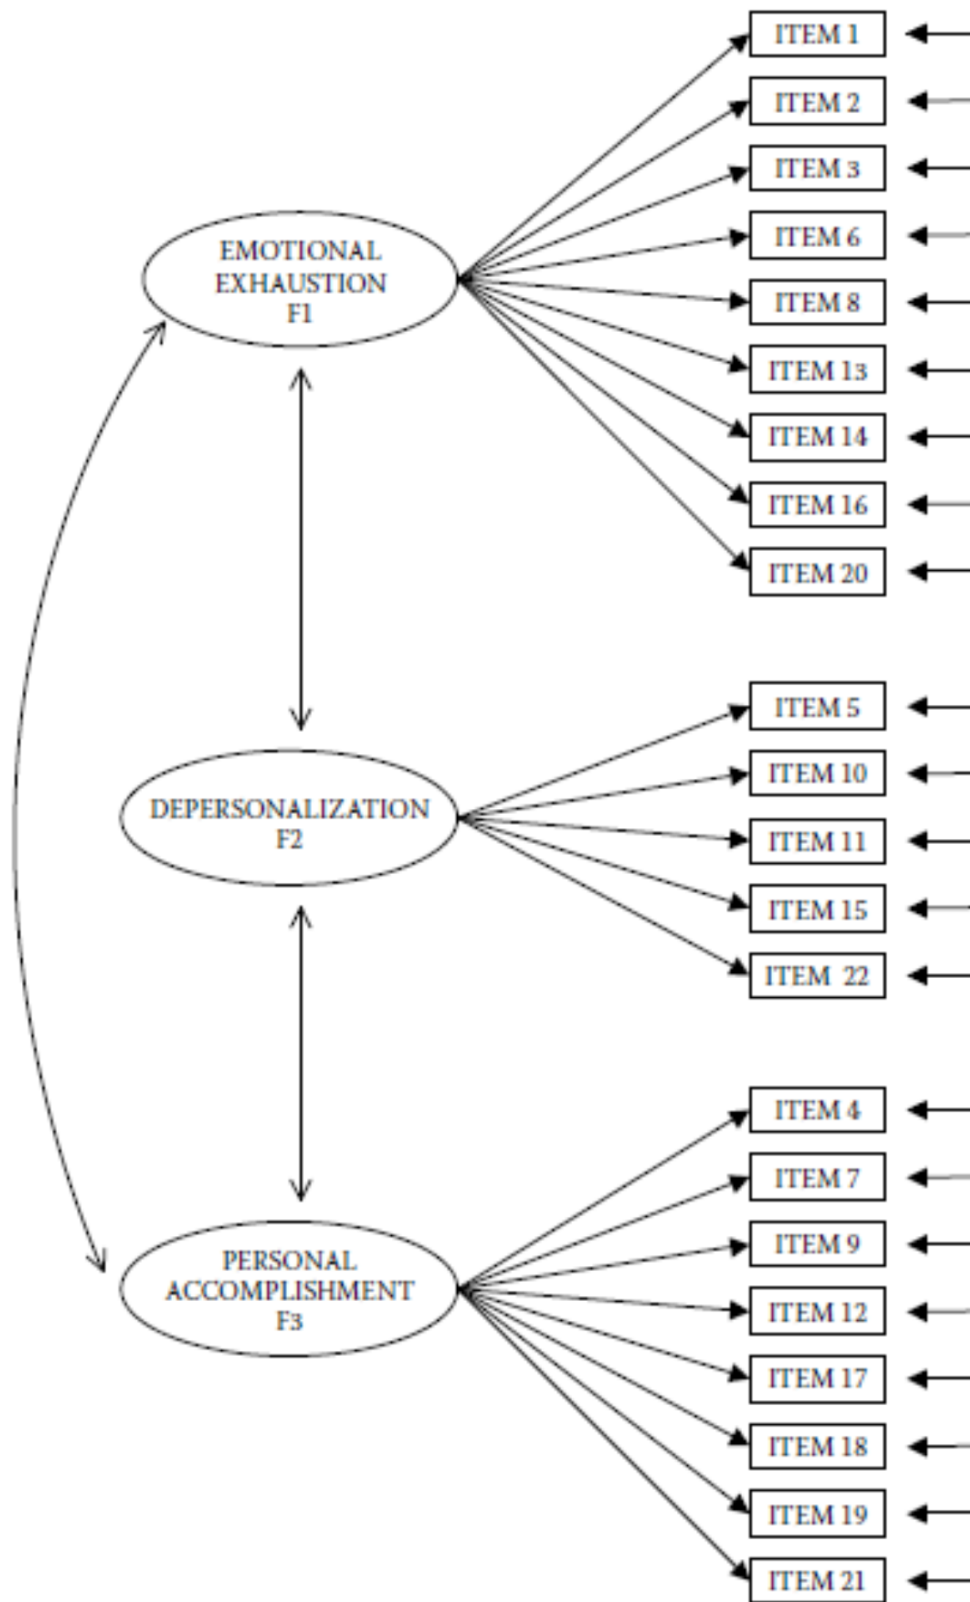 EMOTIONAL
EXHAUSTION
F1
ITEM 1
ITEM 2
ITEM 3
ITEM 6
ITEM 8
ITEM 13
ITEM 14
ITEM 16
ITEM 20
DEPERSONALIZATION
F2
ITEM 5
ITEM 10
ITEM 11
ITEM 15
ITEM 22
PERSONAL
ACCOMPLISHMENT
F3
ITEM 4
ITEM 7
ITEM 9
ITEM 12
ITEM 17
ITEM 18
ITEM 19
ITEM 21